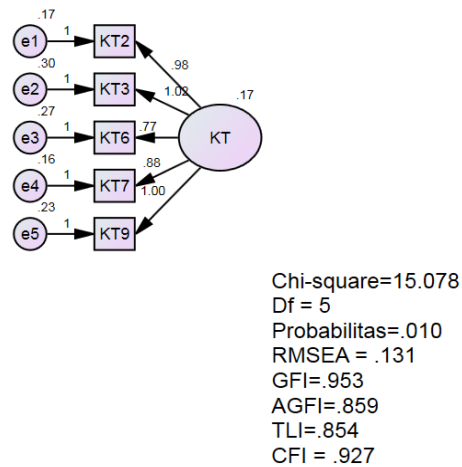 .17
e1 1 KT2
.98
.30
e2 1 KT3
1.02
.17
.27
e3 1 KT6
.77
KT
.16
e4 1 KT7
.88
.23
e5 1 KT9
1.00
Chi-square=15.078
Df = 5
Probabilitas=.010
RMSEA = .131
GFI=.953
AGFI=.859
TLI=.854
CFI = .927